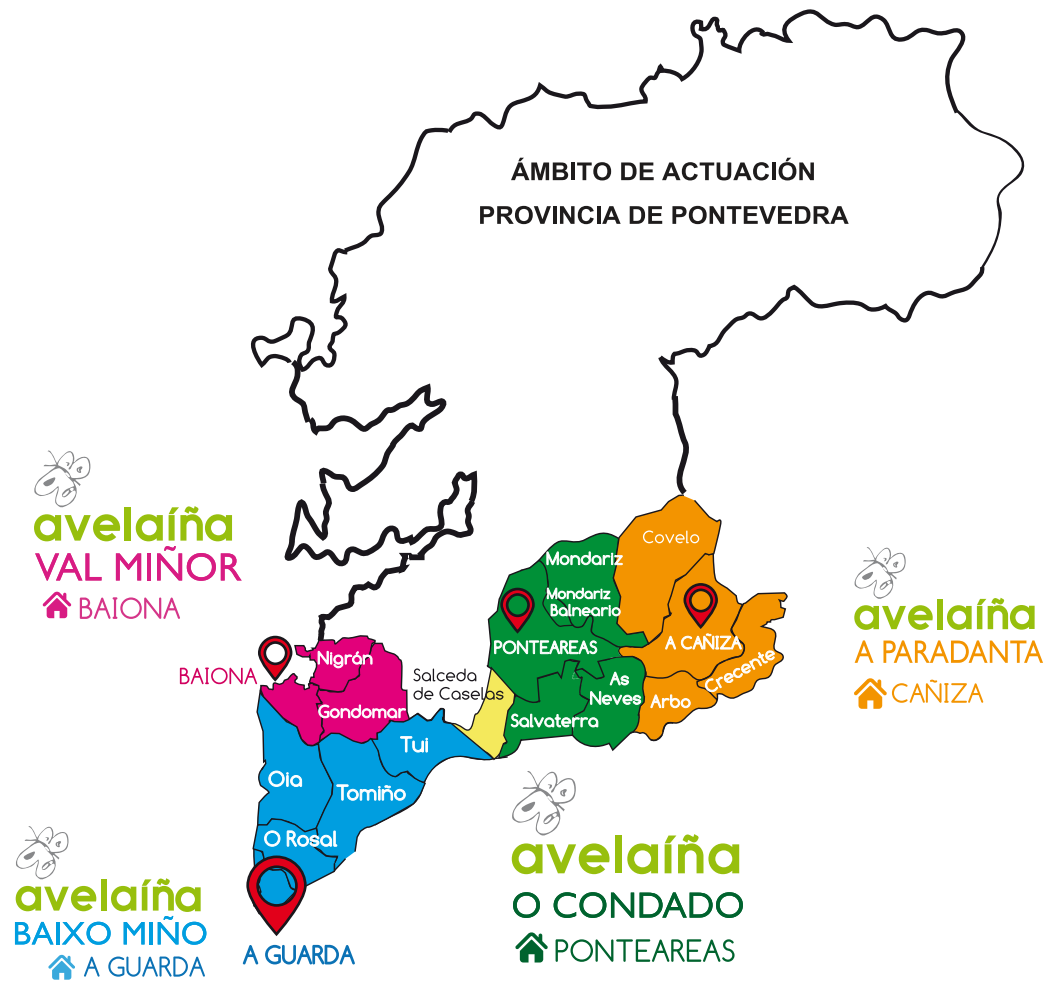 ÁMBITO DE ACTUACIÓN
PROVINCIA DE PONTEVEDRA
avelaíña
VAL MIÑOR
BAIONA
BAIONA
Nigrán
Gondomar
Salceda
de Caselas
Mondariz
Mondariz
Balneario
PONTEAREAS
As
Neves
Salvaterra
Covelo
A CAÑIZA
Crecente
Arbo
avelaíña
A PARADANTA
CAÑIZA
Tui
Oia
Tomiño
O Rosal
avelaíña
BAIXO MIÑO
A GUARDA
A GUARDA
avelaíña
O CONDADO
PONTEAREAS